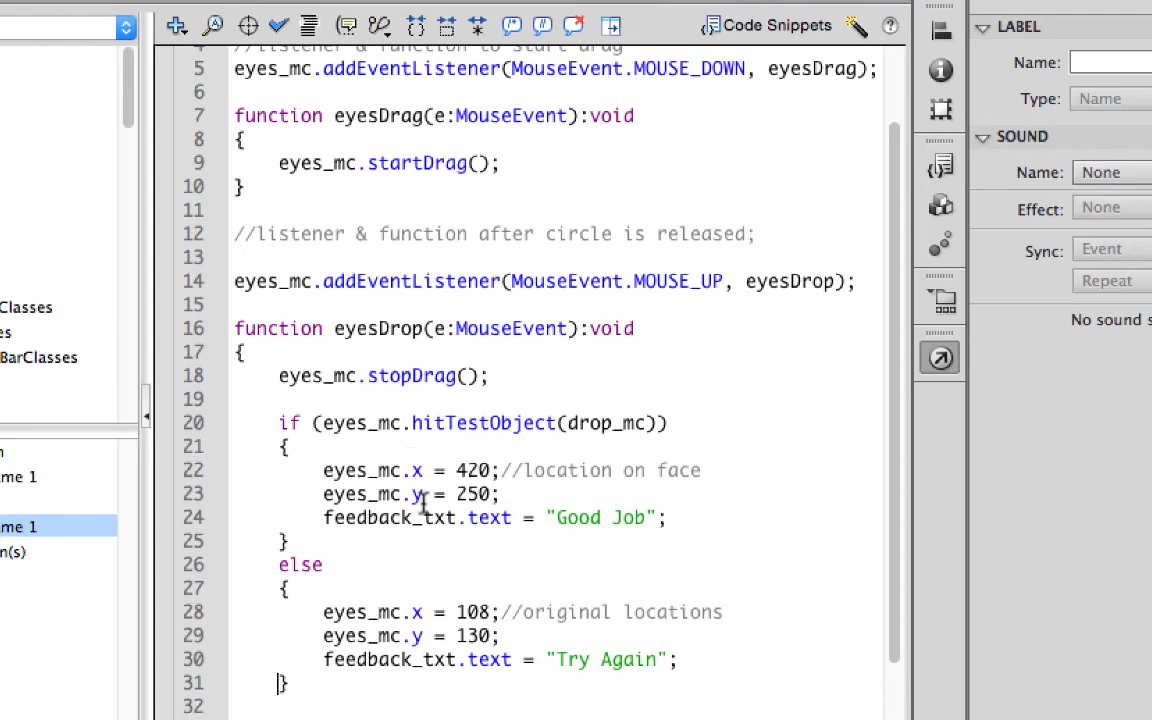 Code Snippets
4 //listener & function to start drag
5 eyes_mc.addEventListener(MouseEvent.MOUSE_DOWN, eyesDrag);
6
7 function eyesDrag(e:MouseEvent):void
8 {
9 eyes_mc.startDrag();
10 }
11
12 //listener & function after circle is released;
13
14 eyes_mc.addEventListener(MouseEvent.MOUSE_UP, eyesDrop);
15
16 function eyesDrop(e:MouseEvent):void
17 {
18 eyes_mc.stopDrag();
19
20 if (eyes_mc.hitTestObject(drop_mc))
21 {
22 eyes_mc.x = 420;//location on face
23 eyes_mc.y = 250;
24 feedback_txt.text = "Good Job";
25 }
26 else
27 {
28 eyes_mc.x = 108;//original locations
29 eyes_mc.y = 130;
30 feedback_txt.text = "Try Again";
31 }
32
Classes
es
BarClasses
n
me 1
me 1
n(s)
LABEL
Name:
Type: Name
SOUND
Name: None
Effect: None
Sync: Event
Repeat
No sound s